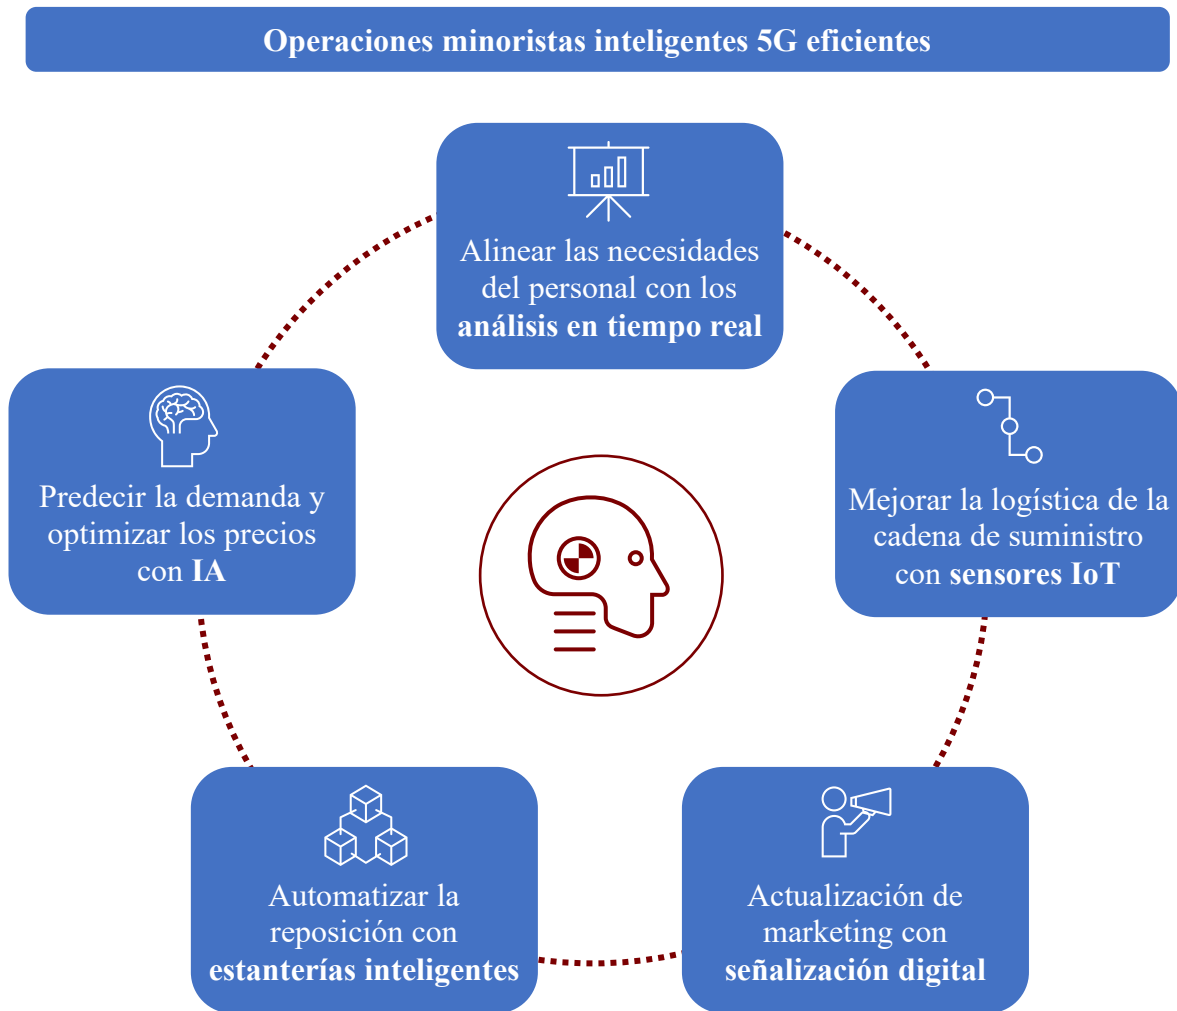 Operaciones minoristas inteligentes 5G eficientes
Alinear las necesidades
del personal con los
análisis en tiempo real
Predecir la demanda y
optimizar los precios
con IA
Mejorar la logística de la
cadena de suministro
con sensores IoT
Automatizar la
reposición con
estanterías inteligentes
Actualización de
marketing con
señalización digital